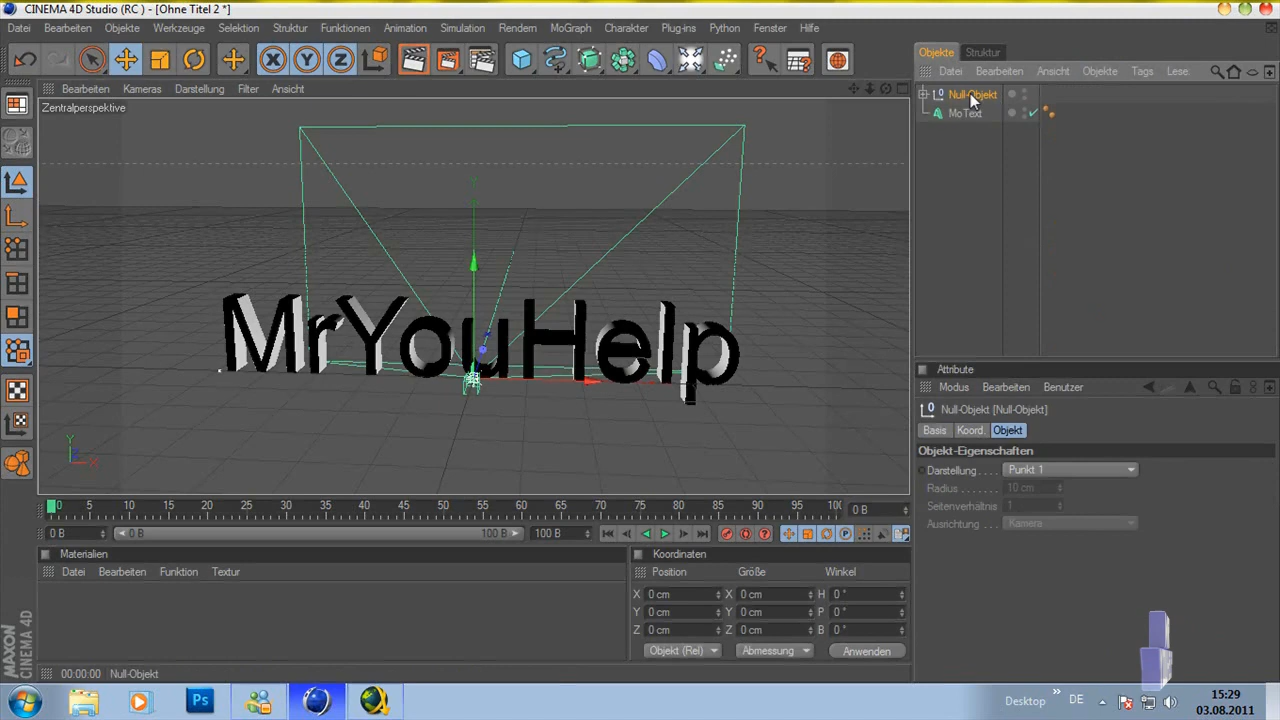 CINEMA 4D Studio (RC ) - [Ohne Titel 2 *]
Datei Bearbeiten Objekte Werkzeuge Selektion Struktur Funktionen Animation Simulation Rendern MoGraph Charakter Plug-ins Python Fenster Hilfe
X Y Z
Objekte Struktur
Bearbeiten Kameras Darstellung Filter Ansicht
Datei Bearbeiten Ansicht Objekte Tags Lese:
Zentralperspektive
Null-Objekt
MoText
MrYouHelp
Y
X
Attribute
Modus Bearbeiten Benutzer
Null-Objekt [Null-Objekt]
Basis Koord. Objekt
Objekt-Eigenschaften
Darstellung . . . . Punkt 1
Radius . . . . . . . 10 cm
Seitenverhältnis 1
Ausrichtung . . . Kamera
0 5 10 15 20 25 30 35 40 45 50 55 60 65 70 75 80 85 90 95 100 0 B
0 B 0 B 100 B 100 B
Materialien
Datei Bearbeiten Funktion Textur
Koordinaten
Position Größe Winkel
X 0 cm X 0 cm H 0 °
Y 0 cm Y 0 cm P 0 °
Z 0 cm Z 0 cm B 0 °
Objekt (Rel) Abmessung Anwenden
MAXON
CINEMA 4D
00:00:00 Null-Objekt
Ps
Desktop » DE 15:29
03.08.2011